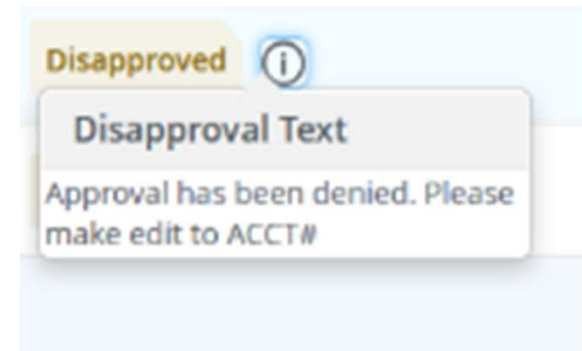 Disapproved
Disapproval Text
Approval has been denied. Please
make edit to ACCT#